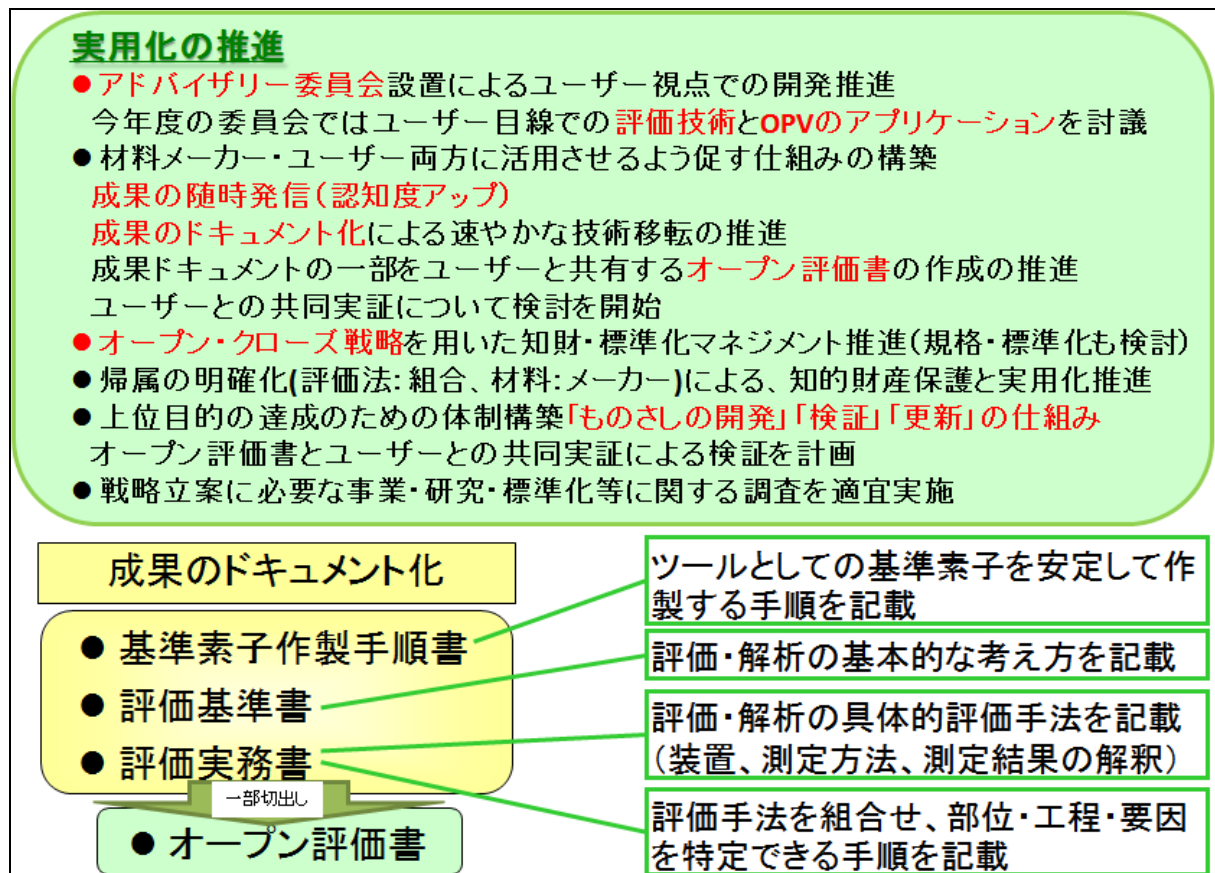 実用化の推進
●アドバイザリー委員会設置によるユーザー視点での開発推進
今年度の委員会ではユーザー目線での評価技術とOPVのアプリケーションを討議
●材料メーカー・ユーザー両方に活用させるよう促す仕組みの構築
成果の随時発信(認知度アップ)
成果のドキュメント化による速やかな技術移転の推進
成果ドキュメントの一部をユーザーと共有するオープン評価書の作成の推進
ユーザーとの共同実証について検討を開始
●オープン・クローズ戦略を用いた知財・標準化マネジメント推進(規格・標準化も検討)
●帰属の明確化(評価法:組合、材料:メーカー)による、知的財産保護と実用化推進
●上位目的の達成のための体制構築「ものさしの開発」「検証」「更新」の仕組み
オープン評価書とユーザーとの共同実証による検証を計画
●戦略立案に必要な事業・研究・標準化等に関する調査を適宜実施
成果のドキュメント化
●基準素子作製手順書
●評価基準書
●評価実務書
一部切出し
●オープン評価書
ツールとしての基準素子を安定して作
製する手順を記載
評価・解析の基本的な考え方を記載
評価・解析の具体的評価手法を記載
(装置、測定方法、測定結果の解釈)
評価手法を組合せ、部位・工程・要因
を特定できる手順を記載